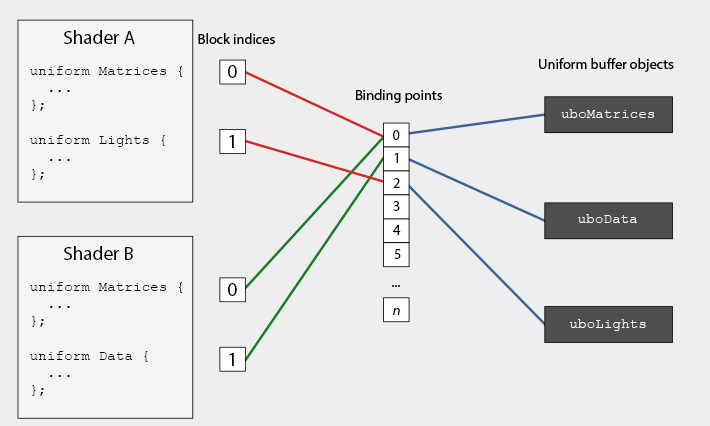 Shader A
uniform Matrices {
...
};
uniform Lights {
...
};
Block indices
0
1
Shader B
uniform Matrices {
...
};
uniform Data {
...
};
0
1
Binding points
0
1
2
3
4
5
...
n
Uniform buffer objects
uboMatrices
uboData
uboLights